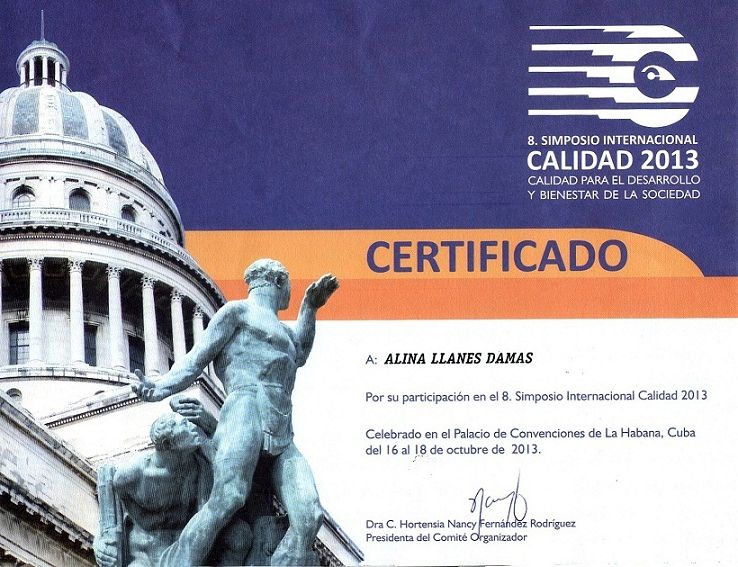 8. SIMPOSIO INTERNACIONAL
CALIDAD 2013
CALIDAD PARA EL DESARROLLO
Y BIENESTAR DE LA SOCIEDAD
CERTIFICADO
A: ALINA LLANES DAMAS
Por su participación en el 8. Simposio Internacional Calidad 2013
Celebrado en el Palacio de Convenciones de La Habana, Cuba
del 16 al 18 de octubre de 2013.
Dra C. Hortensia Nancy Fernández Rodríguez
Presidenta del Comité Organizador